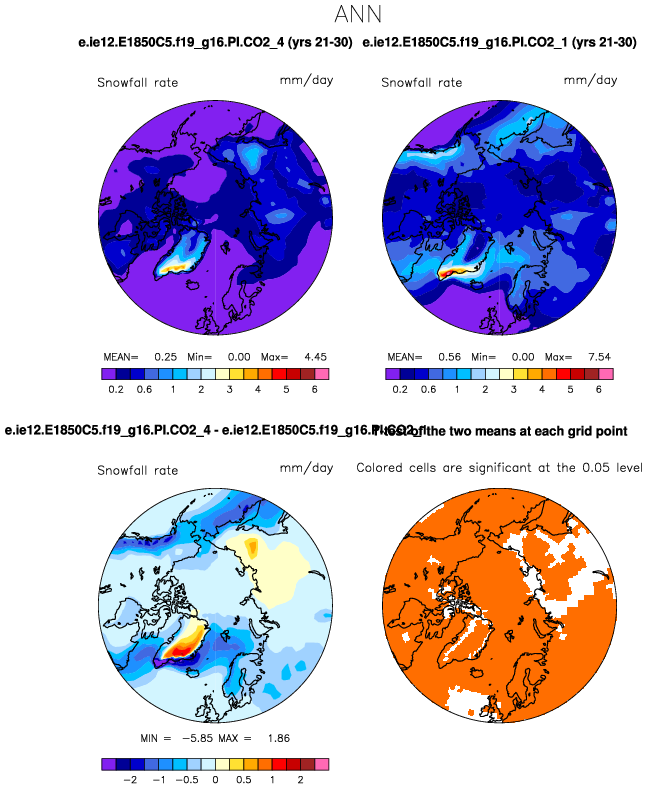 ANN
e.ie12.E1850C5.f19_g16.PI.CO2_4 (yrs 21-30) e.ie12.E1850C5.f19_g16.PI.CO2_1 (yrs 21-30)
Snowfall rate mm/day Snowfall rate mm/day
MEAN= 0.25 Min= 0.00 Max= 4.45 MEAN= 0.56 Min= 0.00 Max= 7.54
0.2 0.6 1 2 3 4 5 6 0.2 0.6 1 2 3 4 5 6
e.ie12.E1850C5.f19_g16.PI.CO2_4 - e.ie12.E1850C5.f19_g16.PI.CO2_1 of the two means at each grid point
Snowfall rate mm/day Colored cells are significant at the 0.05 level
MIN = -5.85 MAX = 1.86
-2 -1 -0.5 0 0.5 1 2